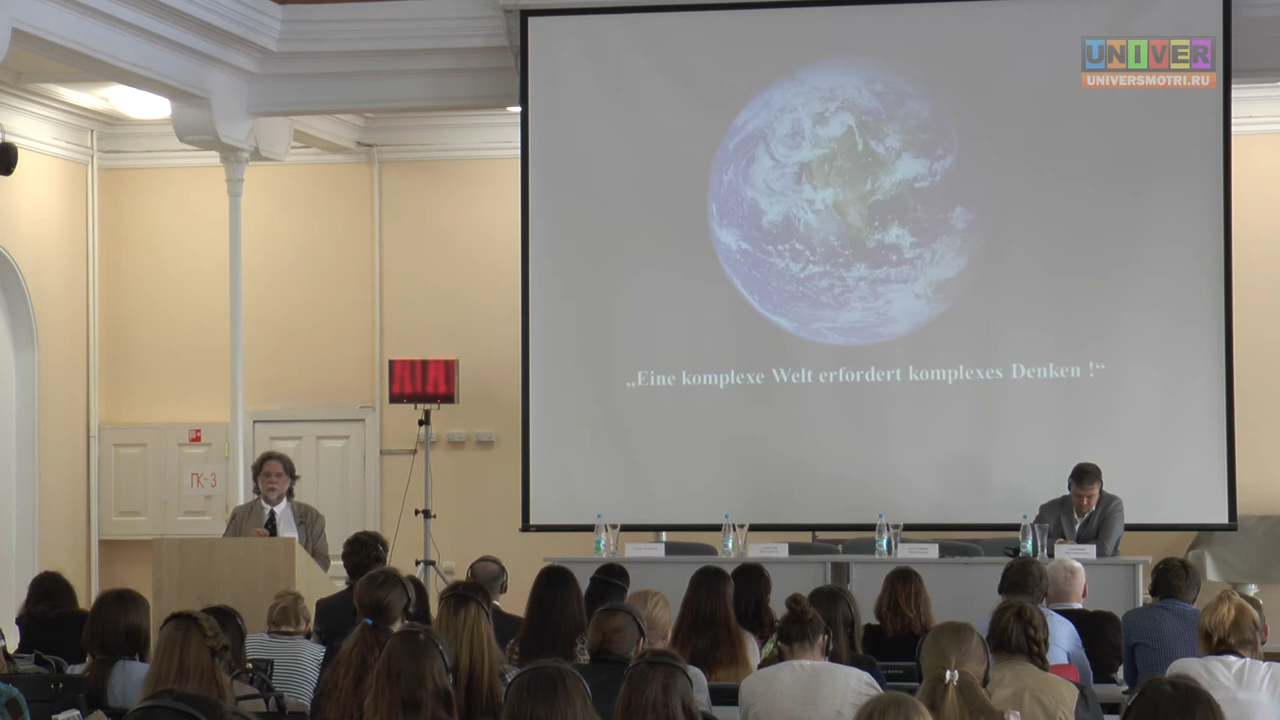 UNIVER
UNIVERSMOTRI.RU
„Eine komplexe Welt erfordert komplexes Denken !“
ГК-3